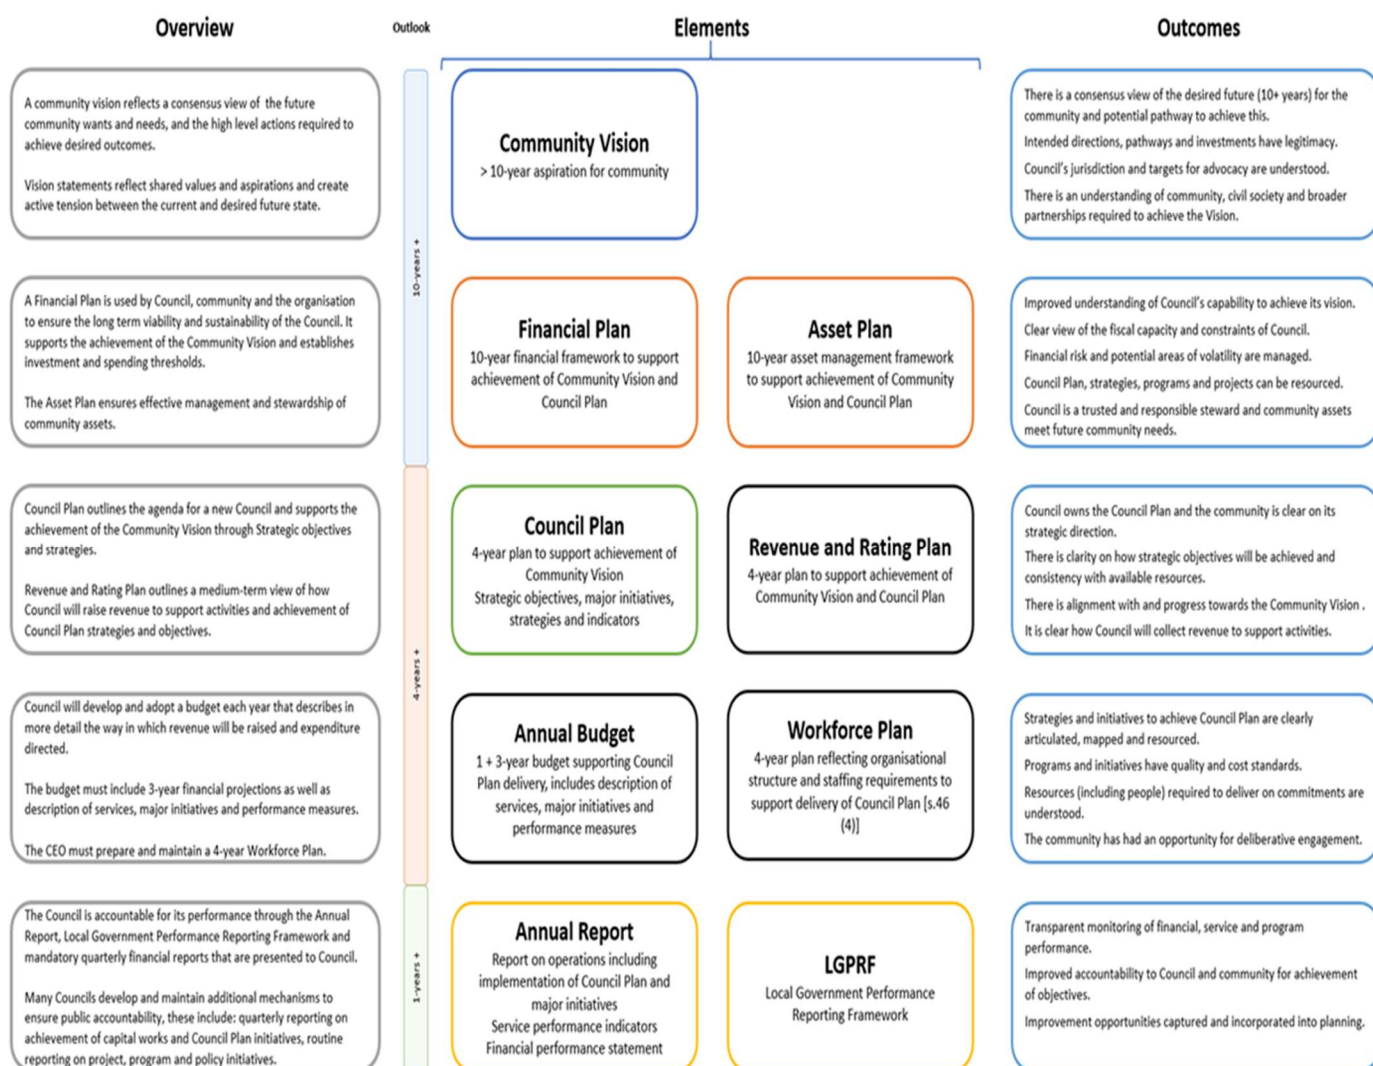 Overview
Outlook
Elements
Outcomes
A community vision reflects a consensus view of the future
community wants and needs, and the high level actions required to
achieve desired outcomes.
Vision statements reflect shared values and aspirations and create
active tension between the current and desired future state.
10-years +
Community Vision
> 10-year aspiration for community
There is a consensus view of the desired future (10+ years) for the
community and potential pathway to achieve this.
Intended directions, pathways and investments have legitimacy.
Council's jurisdiction and targets for advocacy are understood.
There is an understanding of community, civil society and broader
partnerships required to achieve the Vision.
A Financial Plan is used by Council, community and the organisation
to ensure the long term viability and sustainability of the Council. It
supports the achievement of the Community Vision and establishes
investment and spending thresholds.
The Asset Plan ensures effective management and stewardship of
community assets.
Financial Plan
10-year financial framework to support
achievement of Community Vision and
Council Plan
Asset Plan
10-year asset management framework
to support achievement of Community
Vision and Council Plan
Improved understanding of Council's capability to achieve its vision.
Clear view of the fiscal capacity and constraints of Council.
Financial risk and potential areas of volatility are managed.
Council Plan, strategies, programs and projects can be resourced.
Council is a trusted and responsible steward and community assets
meet future community needs.
Council Plan outlines the agenda for a new Council and supports the
achievement of the Community Vision through Strategic objectives
and strategies.
Revenue and Rating Plan outlines a medium-term view of how
Council will raise revenue to support activities and achievement of
Council Plan strategies and objectives.
4-years +
Council Plan
4-year plan to support achievement of
Community Vision
Strategic objectives, major initiatives,
strategies and indicators
Revenue and Rating Plan
4-year plan to support achievement of
Community Vision and Council Plan
Council owns the Council Plan and the community is clear on its
strategic direction.
There is clarity on how strategic objectives will be achieved and
consistency with available resources.
There is alignment with and progress towards the Community Vision .
It is clear how Council will collect revenue to support activities.
Council will develop and adopt a budget each year that describes in
more detail the way in which revenue will be raised and expenditure
directed.
The budget must include 3-year financial projections as well as
description of services, major initiatives and performance measures.
The CEO must prepare and maintain a 4-year Workforce Plan.
Annual Budget
1 + 3-year budget supporting Council
Plan delivery, includes description of
services, major initiatives and
performance measures
Workforce Plan
4-year plan reflecting organisational
structure and staffing requirements to
support delivery of Council Plan [s.46
(4)]
Strategies and initiatives to achieve Council Plan are clearly
articulated, mapped and resourced.
Programs and initiatives have quality and cost standards.
Resources (including people) required to deliver on commitments are
understood.
The community has had an opportunity for deliberative engagement.
The Council is accountable for its performance through the Annual
Report, Local Government Performance Reporting Framework and
mandatory quarterly financial reports that are presented to Council.
Many Councils develop and maintain additional mechanisms to
ensure public accountability, these include: quarterly reporting on
achievement of capital works and Council Plan initiatives, routine
reporting on project, program and policy initiatives.
1-years +
Annual Report
Report on operations including
implementation of Council Plan and
major initiatives
Service performance indicators
Financial performance statement
LGPRF
Local Government Performance
Reporting Framework
Transparent monitoring of financial, service and program
performance.
Improved accountability to Council and community for achievement
of objectives.
Improvement opportunities captured and incorporated into planning.